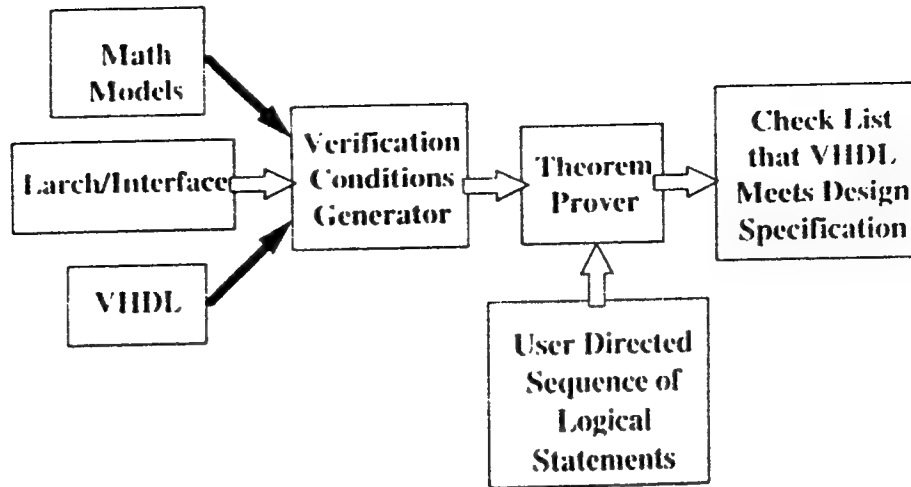 Math
Models
Larch/Interface
VHDL
Verification
Conditions
Generator
Theorem
Prover
Check List
that VHDL
Meets Design
Specification
User Directed
Sequence of
Logical
Statements